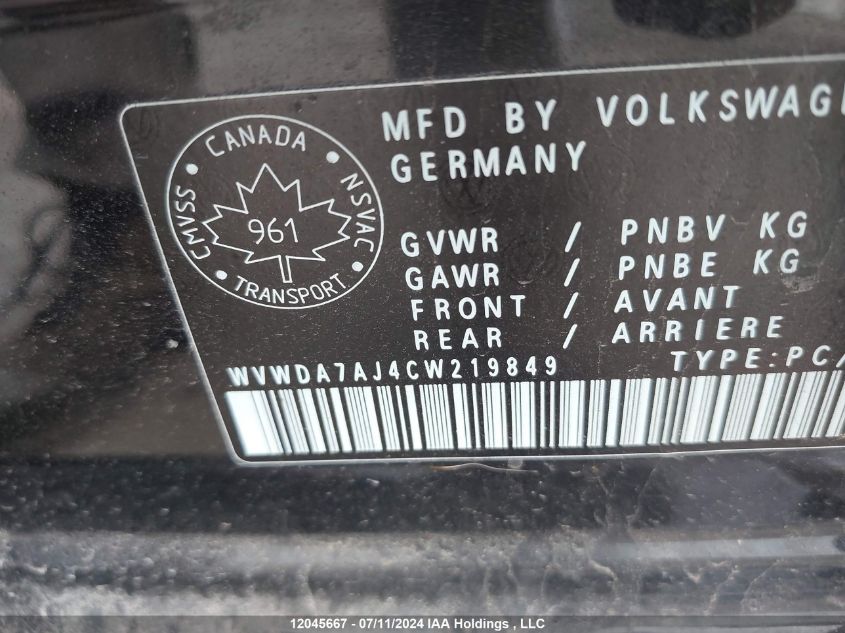 MFD BY VOLKSWAG
GERMANY
CANADA
CMVSS
NSVAC
961
TRANSPORT
GVWR / PNBV KG
GAWR / PNBE KG
FRONT / AVANT
REAR / ARRIERE
WVWDA7AJ4CW219849 TYPE:PC/
12045667 - 07/11/2024 IAA Holdings , LLC